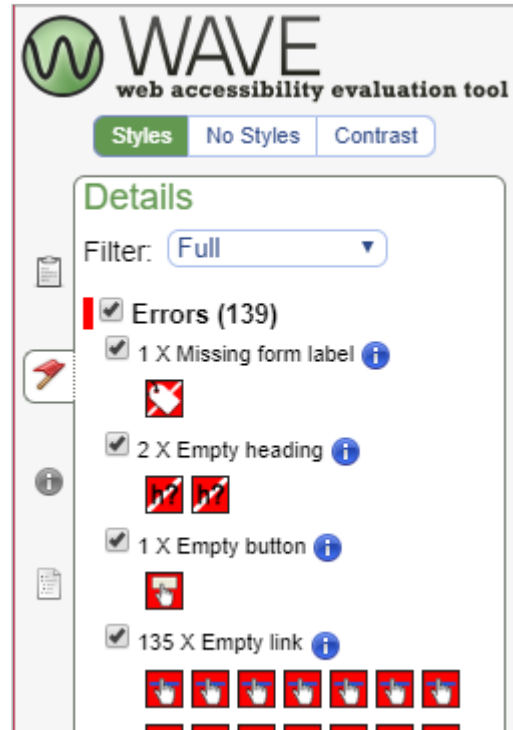 WAVE
web accessibility evaluation tool
Styles No Styles Contrast
Details
Filter: Full
Errors (139)
1 X Missing form label
2 X Empty heading
h? h?
1 X Empty button
135 X Empty link